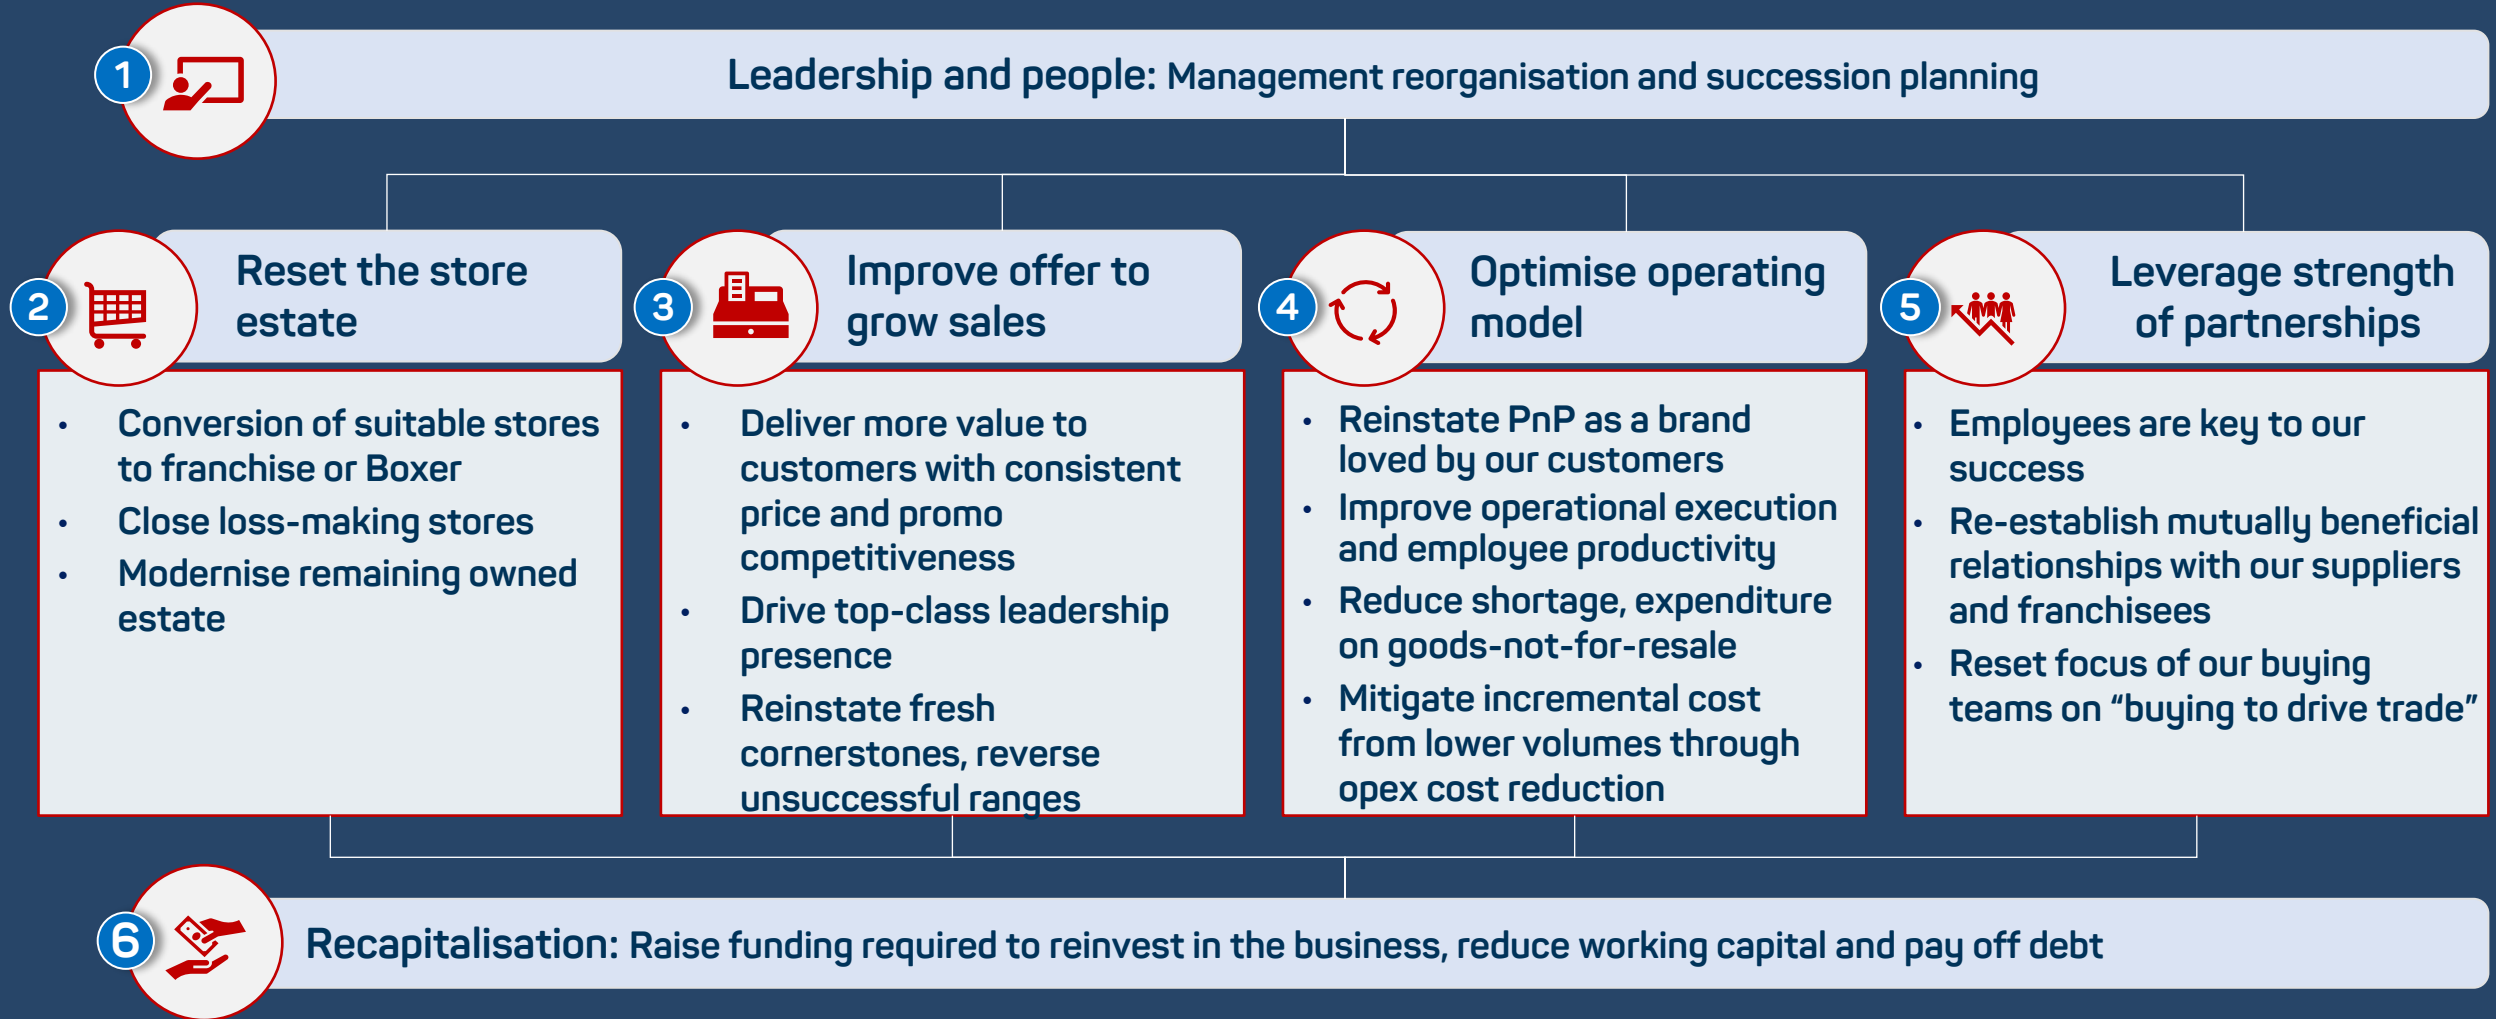 1
Leadership and people: Management reorganisation and succession planning
2
Reset the store
estate
• Conversion of suitable stores
to franchise or Boxer
• Close loss-making stores
• Modernise remaining owned
estate
3
Improve offer to
grow sales
• Deliver more value to
customers with consistent
price and promo
competitiveness
• Drive top-class leadership
presence
• Reinstate fresh
cornerstones, reverse
unsuccessful ranges
4
Optimise operating
model
• Reinstate PnP as a brand
loved by our customers
• Improve operational execution
and employee productivity
• Reduce shortage, expenditure
on goods-not-for-resale
• Mitigate incremental cost
from lower volumes through
opex cost reduction
5
Leverage strength
of partnerships
• Employees are key to our
success
• Re-establish mutually beneficial
relationships with our suppliers
and franchisees
• Reset focus of our buying
teams on “buying to drive trade”
6
Recapitalisation: Raise funding required to reinvest in the business, reduce working capital and pay off debt